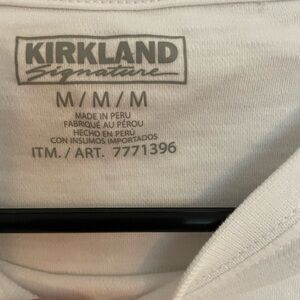 KIRKLAND
Signature
M / M / M
MADE IN PERU
FABRIQUÉ AU PÉROU
HECHO EN PERÚ
CON INSUMOS IMPORTADOS
ITM. / ART. 7771396